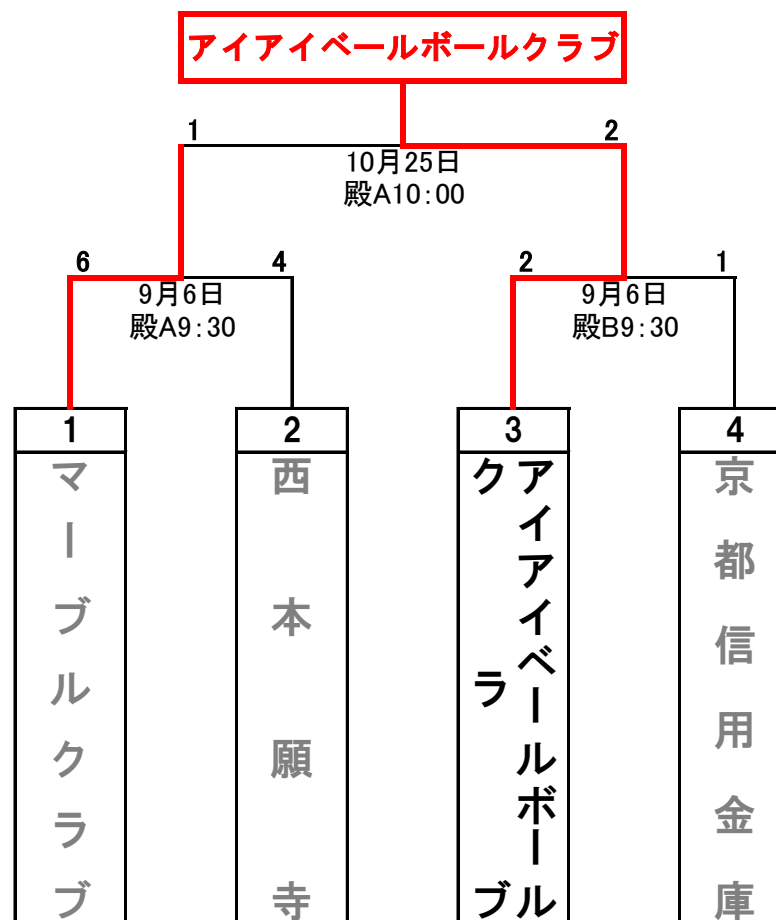 アイアイベールボールクラブ
1
2
10月25日
殿A10:00
6
4
2
1
9月6日
殿A9:30
9月6日
殿B9:30
1
2
3
4
マーブルクラブ
西本願寺
アイアイベールボール
クラブ
京都信用金庫